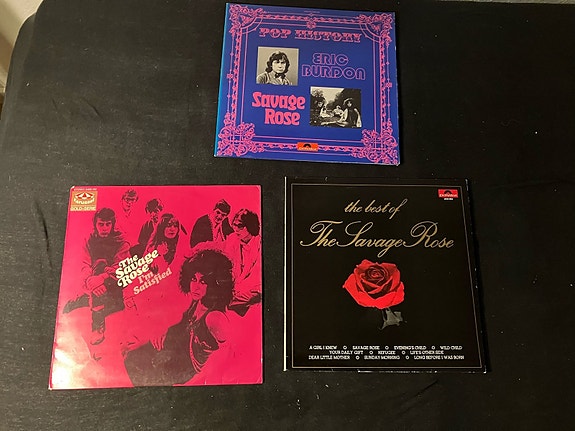 POP HISTORY
ERIC
BURDON
Savage
Rose
The
Savage
Rose
I'm
Satisfied
GOLD-SERIE
the best of
The Savage Rose
A GIRL I KNEW O SAVAGE ROSE O EVENING'S CHILD O WILD CHILD
YOUR DAILY GIFT O REFUGEE O LIFE'S OTHER SIDE
DEAR LITTLE MOTHER O SUNDAY MORNING O LONG BEFORE I WAS BORN